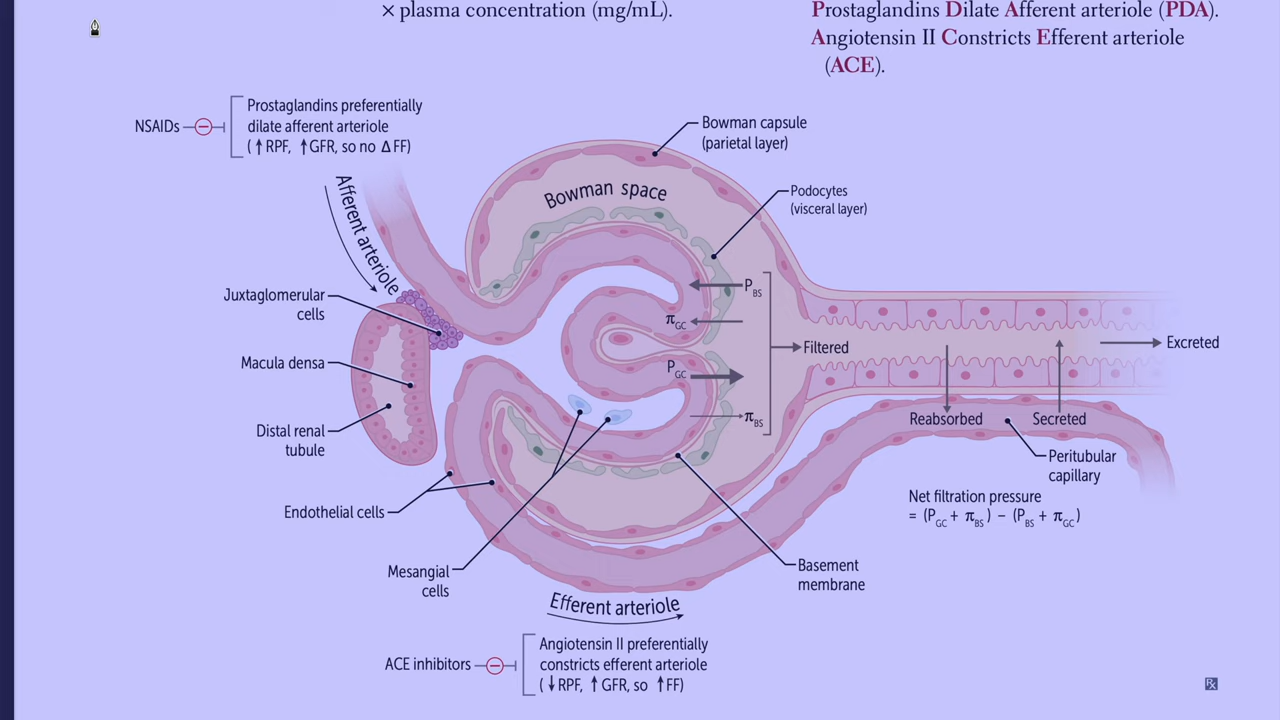 × plasma concentration (mg/mL).
Prostaglandins Dilate Afferent arteriole (PDA).
Angiotensin II Constricts Efferent arteriole
(ACE).
NSAIDs
Prostaglandins preferentially
dilate afferent arteriole
(↑RPF, ↑GFR, so no ΔFF)
Afferent arteriole
Bowman capsule
(parietal layer)
Bowman space
Podocytes
(visceral layer)
Juxtaglomerular
cells
Macula densa
Distal renal
tubule
Endothelial cells
Mesangial
cells
P_BS
π_GC
P_GC
π_BS
Filtered
Excreted
Reabsorbed
Secreted
Peritubular
capillary
Net filtration pressure
= (P_GC + π_BS) − (P_BS + π_GC)
Basement
membrane
Efferent arteriole
ACE inhibitors
Angiotensin II preferentially
constricts efferent arteriole
(↓RPF, ↑GFR, so ↑FF)
Rx